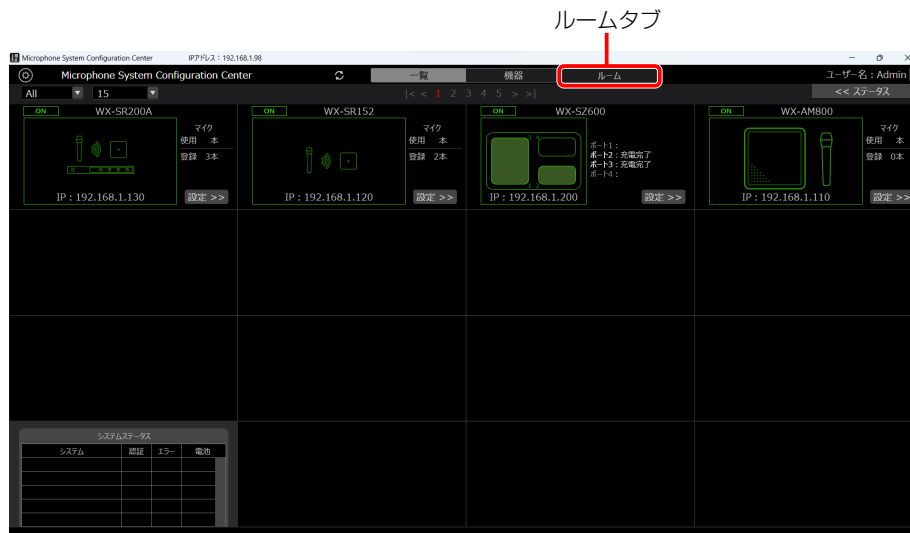 ルームタブ
Microphone System Configuration Center IPアドレス：192.168.1.98
Microphone System Configuration Center 一覧 機器 ルーム ユーザー名：Admin
All 15 |< < 1 2 3 4 5 > >| << ステータス
ON WX-SR200A
マイク
使用 本
登録 3本
IP：192.168.1.130 設定 >>
ON WX-SR152
マイク
使用 本
登録 2本
IP：192.168.1.120 設定 >>
ON WX-SZ600
3 4
ポート1：
ポート2：充電完了
ポート3：充電完了
ポート4：
1 2
IP：192.168.1.200 設定 >>
ON WX-AM800
マイク
使用 本
登録 0本
IP：192.168.1.110 設定 >>
システムステータス
システム 認証 エラー 電池